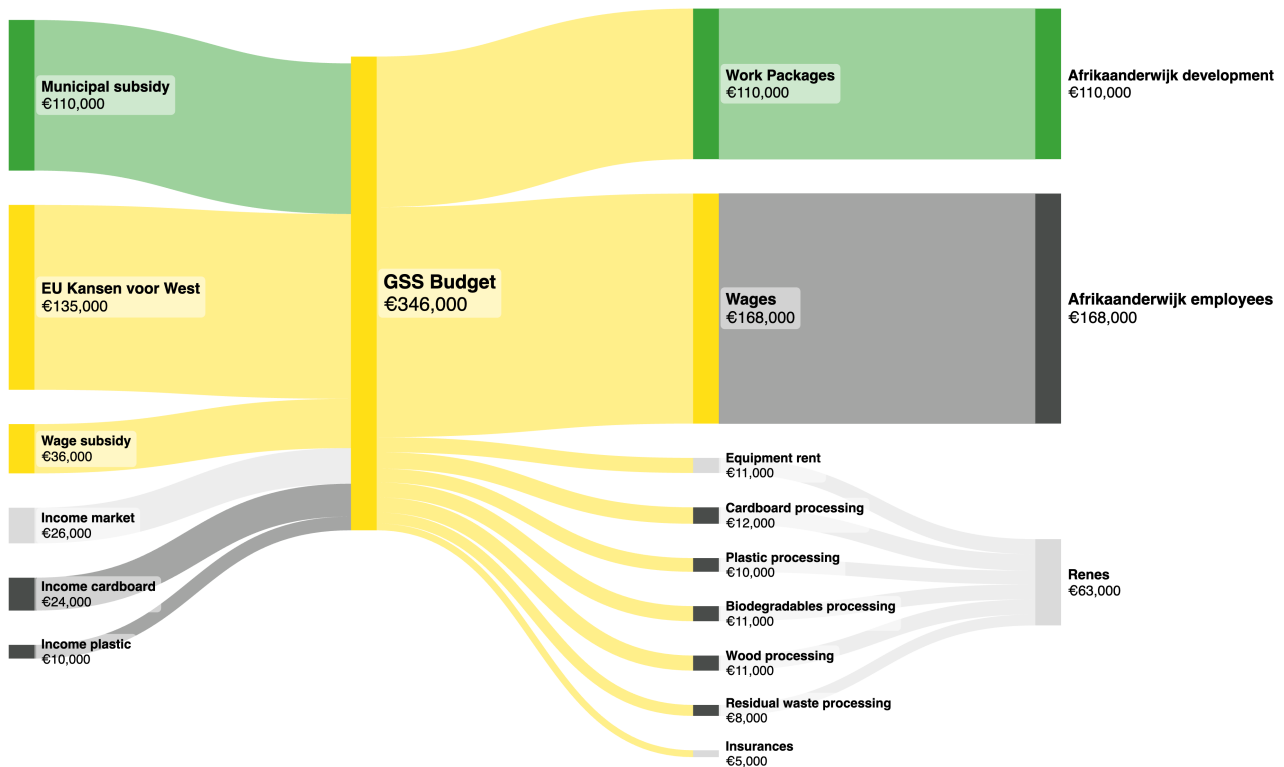 Municipal subsidy
€110,000
EU Kansen voor West
€135,000
Wage subsidy
€36,000
Income market
€26,000
Income cardboard
€24,000
Income plastic
€10,000
GSS Budget
€346,000
Work Packages
€110,000
Wages
€168,000
Equipment rent
€11,000
Cardboard processing
€12,000
Plastic processing
€10,000
Biodegradables processing
€11,000
Wood processing
€11,000
Residual waste processing
€8,000
Insurances
€5,000
Afrikaanderwijk development
€110,000
Afrikaanderwijk employees
€168,000
Renes
€63,000